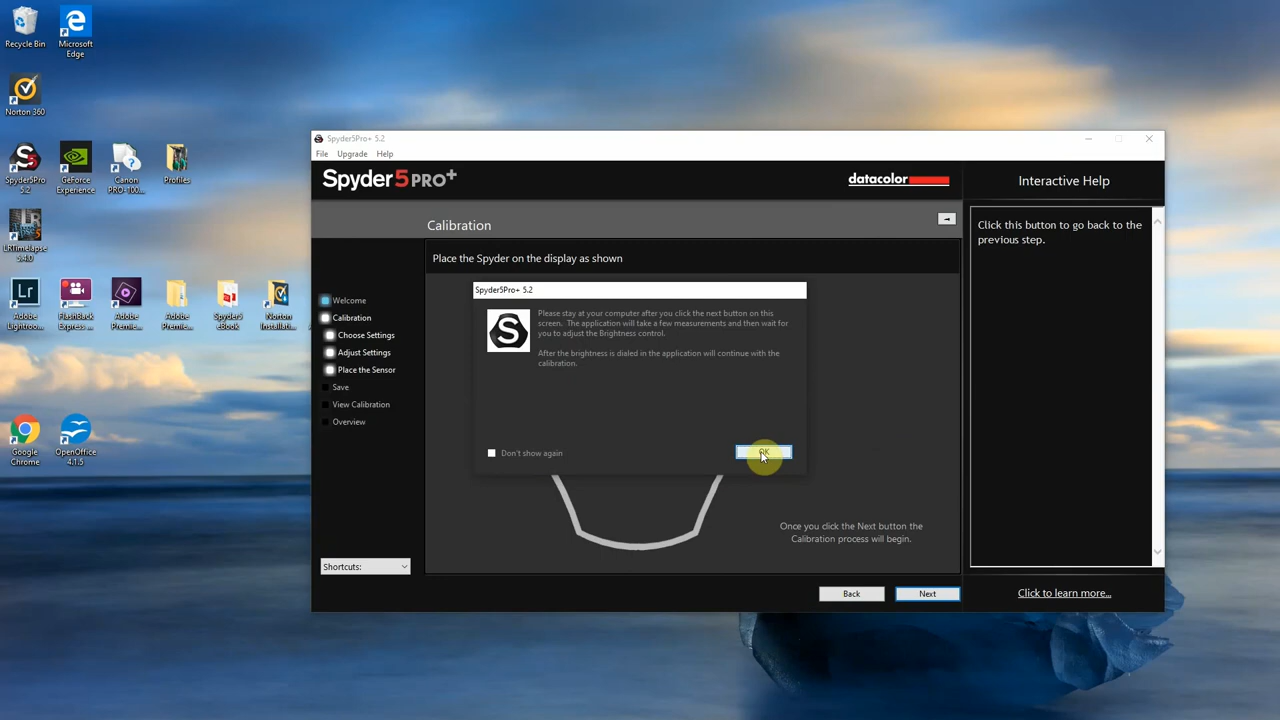 Recycle Bin
Microsoft
Edge
Norton 360
Spyder5Pro
5.2
GeForce
Experience
Canon
PRO-100...
Profiles
LRTimelapse
5.4.0
Adobe
Lightroo...
FlashBack
Express ...
Adobe
Premie...
Adobe
Premie...
Spyder5
eBook
Norton
Installati...
Google
Chrome
OpenOffice
4.1.5
Spyder5Pro+ 5.2
File
Upgrade
Help
Spyder5PRO+
datacolor
Interactive Help
Calibration
Click this button to go back to the
previous step.
Place the Spyder on the display as shown
Welcome
Calibration
Choose Settings
Adjust Settings
Place the Sensor
Save
View Calibration
Overview
Shortcuts:
Spyder5Pro+ 5.2
S
Please stay at your computer after you click the next button on this
screen. The application will take a few measurements and then wait for
you to adjust the Brightness control.
After the brightness is dialed in the application will continue with the
calibration.
Don't show again
OK
Once you click the Next button the
Calibration process will begin.
Back
Next
Click to learn more...